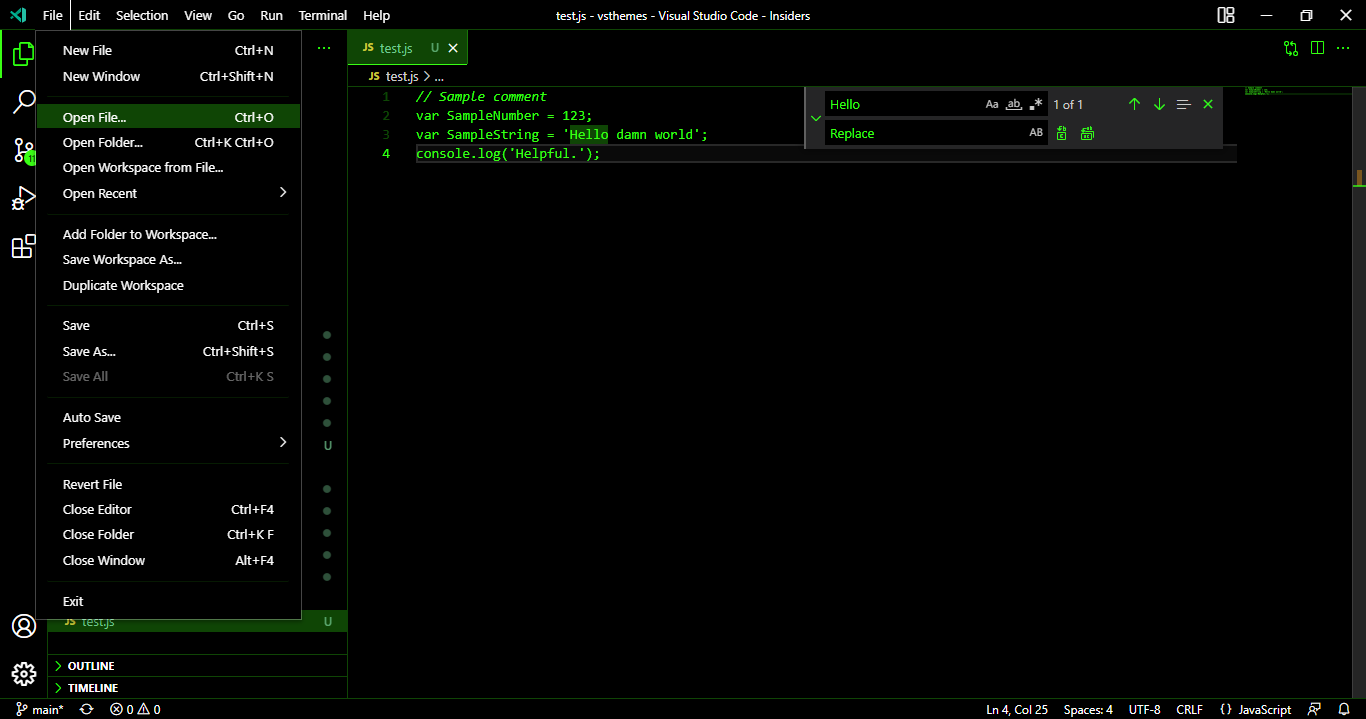 File Edit Selection View Go Run Terminal Help
test.js - vsthemes - Visual Studio Code - Insiders
New File Ctrl+N
New Window Ctrl+Shift+N
Open File... Ctrl+O
Open Folder... Ctrl+K Ctrl+O
Open Workspace from File...
Open Recent
Add Folder to Workspace...
Save Workspace As...
Duplicate Workspace
Save Ctrl+S
Save As... Ctrl+Shift+S
Save All Ctrl+K S
Auto Save
Preferences
Revert File
Close Editor Ctrl+F4
Close Folder Ctrl+K F
Close Window Alt+F4
Exit
11
U
JS test.js U
OUTLINE
TIMELINE
JS test.js U
JS test.js > ...
1 // Sample comment
2 var SampleNumber = 123;
3 var SampleString = 'Hello damn world';
4 console.log('Helpful.');
Hello Aa ab .* 1 of 1
Replace AB
main* 0 0
Ln 4, Col 25 Spaces: 4 UTF-8 CRLF {} JavaScript